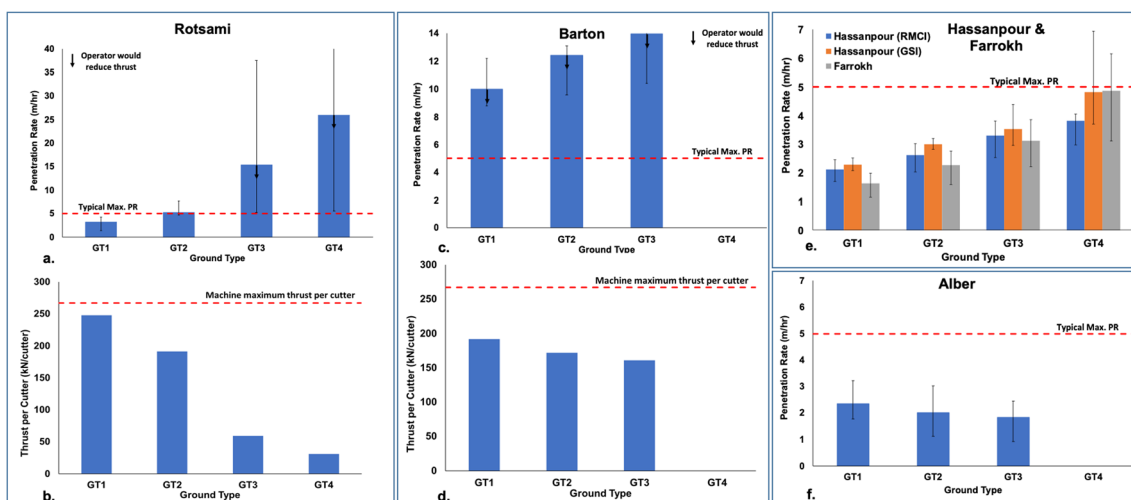 Rotsami
Operator would
reduce thrust
Penetration Rate (m/hr)
40
35
30
25
20
15
10
5
0
Typical Max. PR
GT1
GT2
GT3
GT4
Ground Type
a.
Thrust per Cutter (kN/cutter)
300
250
200
150
100
50
0
Machine maximum thrust per cutter
GT1
GT2
GT3
GT4
Ground Type
b.
Barton
Operator would
reduce thrust
Penetration Rate (m/hr)
14
12
10
8
6
4
2
0
Typical Max. PR
GT1
GT2
GT3
GT4
Ground Type
c.
Thrust per Cutter (kN/cutter)
300
250
200
150
100
50
0
Machine maximum thrust per cutter
GT1
GT2
GT3
GT4
Ground Type
d.
Hassanpour &
Farrokh
Hassanpour (RMCI)
Hassanpour (GSI)
Farrokh
Penetration Rate (m/hr)
7
6
5
4
3
2
1
0
Typical Max. PR
GT1
GT2
GT3
GT4
Ground Type
e.
Alber
Penetration Rate (m/hr)
7
6
5
4
3
2
1
0
Typical Max. PR
GT1
GT2
GT3
GT4
Ground Type
f.